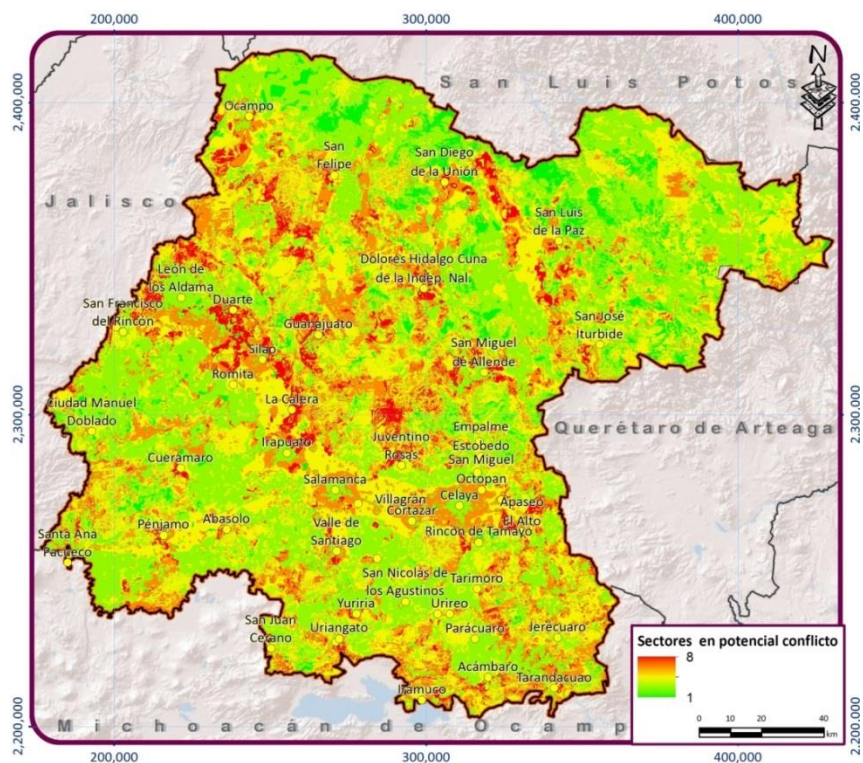 200,000 300,000 400,000
2,400,000
2,300,000
2,200,000
2,400,000
2,300,000
2,200,000
N
San Luis Potos
Jalisco
Querétaro de Arteaga
Michoacán de Ocamp
Ocampo
San
Felipe
San Diego
de la Unión
San Luis
de la Paz
Dolores Hidalgo Cuna
de la Indep. Nal.
León de
los Aldama
San Francisco
del Rincón
Duarte
Guanajuato
San José
Iturbide
Silao
San Miguel
de Allende
Romita
La Calera
Ciudad Manuel
Doblado
Irapuato
Juventino
Rosas
Empalme
Escobedo
San Miguel
Octopan
Cuerámaro
Salamanca
Villagrán
Celaya
Cortazar
Apaseo
El Alto
Pénjamo
Abasolo
Valle de
Santiago
Rincón de Tamayo
Santa Ana
Pacueco
San Nicolás de
los Agustinos
Tarimoro
Yuriria
Urireo
San Juan
Cerano
Uriangato
Parácuaro
Jerécuaro
Acámbaro
Tarandacuao
Iramuco
Sectores en potencial conflicto
8
1
0 10 20 40
km
200,000 300,000 400,000